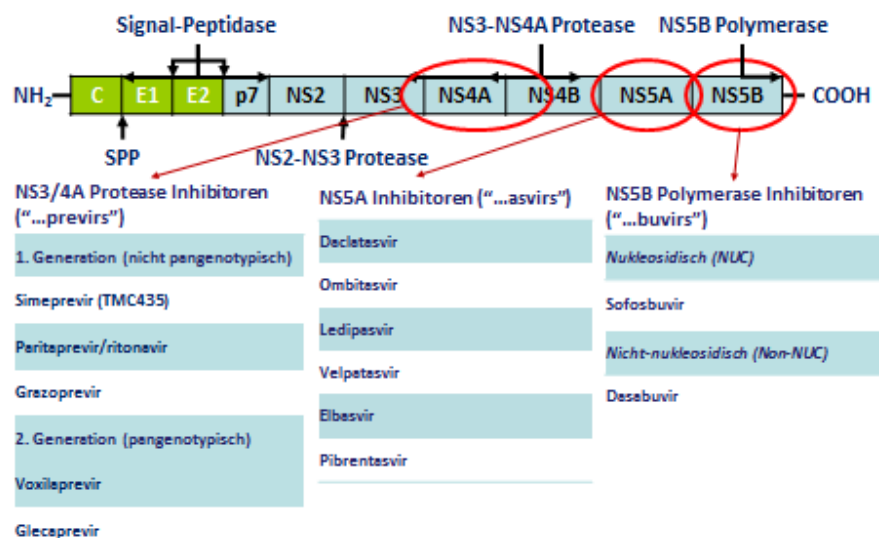 Signal-Peptidase NS3-NS4A Protease NS5B Polymerase
NH₂ C E1 E2 p7 NS2 NS3 NS4A NS4B NS5A NS5B COOH
SPP NS2-NS3 Protease
NS3/4A Protease Inhibitoren
("...previrs")
1. Generation (nicht pangenotypisch)
Simeprevir (TMC435)
Paritaprevir/ritonavir
Grazoprevir
2. Generation (pangenotypisch)
Voxilaprevir
Glecaprevir
NS5A Inhibitoren ("...asvirs")
Daclatasvir
Ombitasvir
Ledipasvir
Velpatasvir
Elbasvir
Pibrentasvir
NS5B Polymerase Inhibitoren
("...buvirs")
Nukleosidisch (NUC)
Sofosbuvir
Nicht-nukleosidisch (Non-NUC)
Dasabuvir